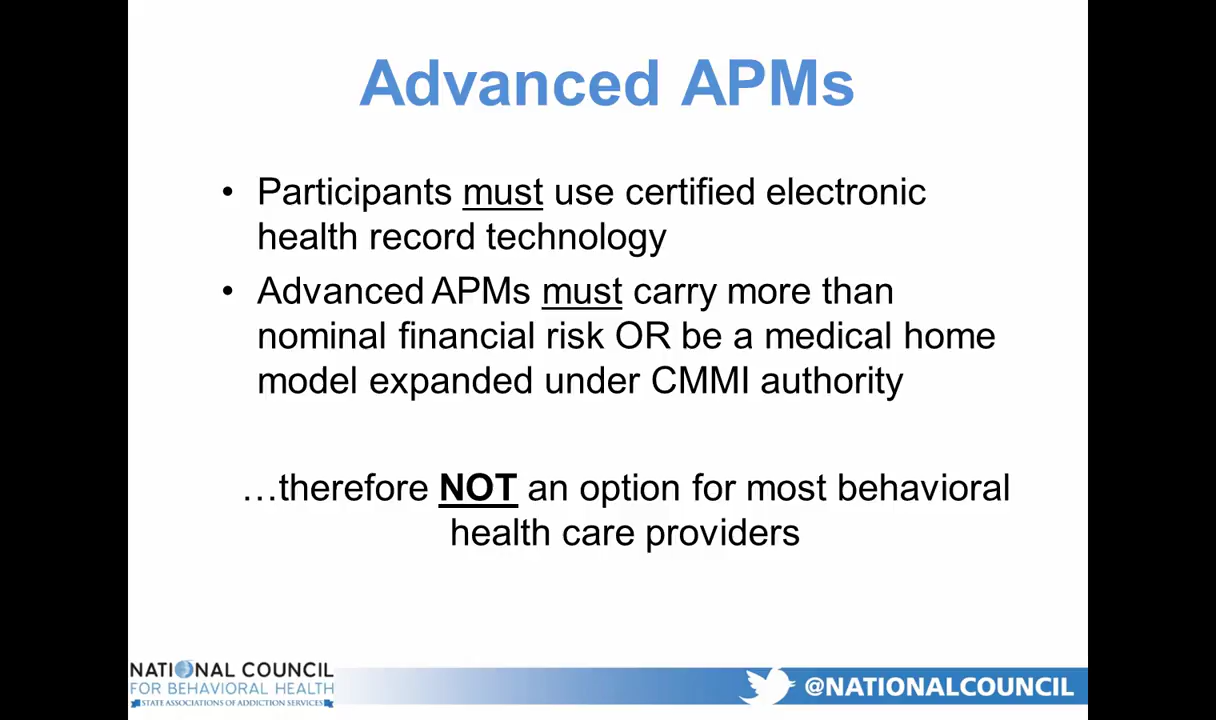 Advanced APMs
• Participants must use certified electronic
health record technology
• Advanced APMs must carry more than
nominal financial risk OR be a medical home
model expanded under CMMI authority
…therefore NOT an option for most behavioral
health care providers
NATIONAL COUNCIL
FOR BEHAVIORAL HEALTH
STATE ASSOCIATIONS OF ADDICTION SERVICES
@NATIONALCOUNCIL